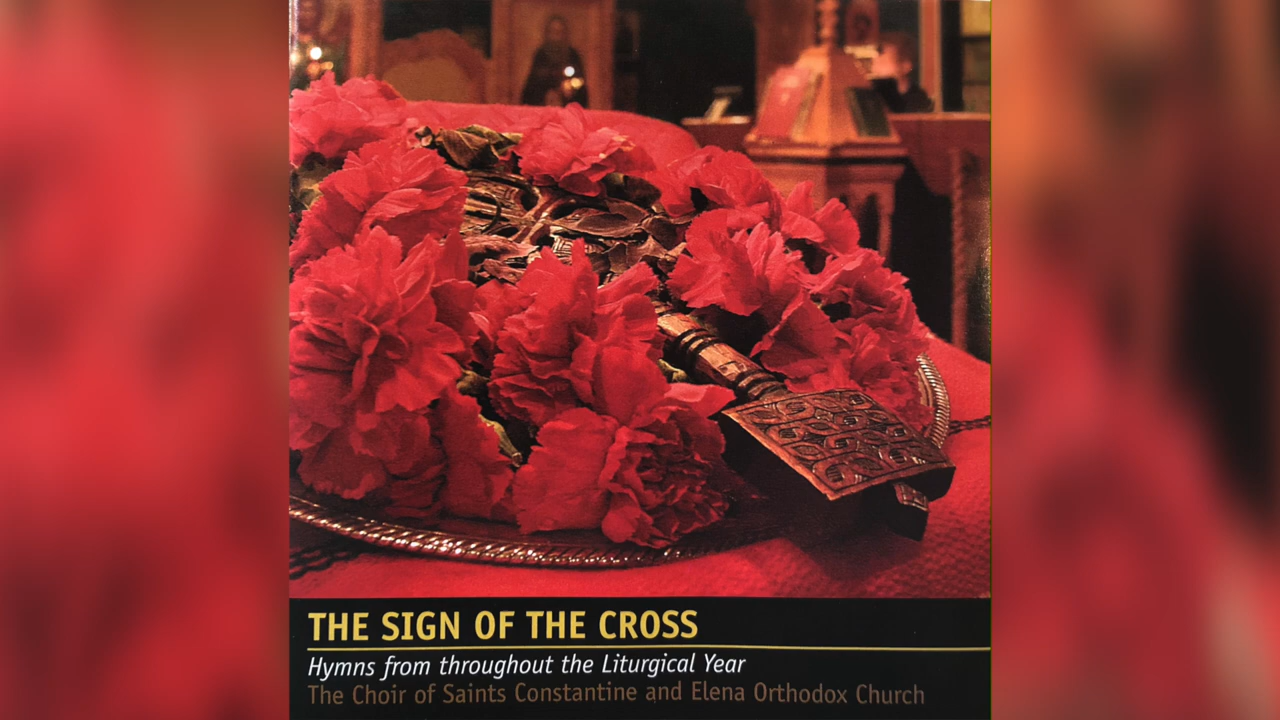 THE SIGN OF THE CROSS
Hymns from throughout the Liturgical Year
The Choir of Saints Constantine and Elena Orthodox Church